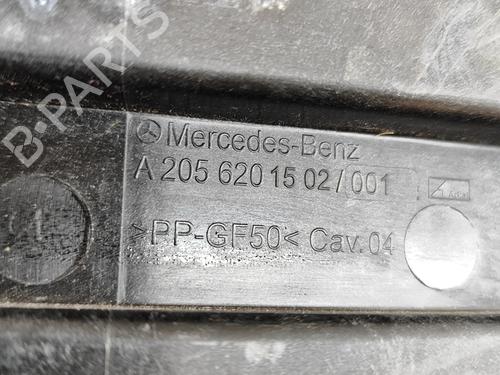 B-PARTS
Mercedes-Benz
A 205 620 15 02/001
>PP-GF50< Cav. 04